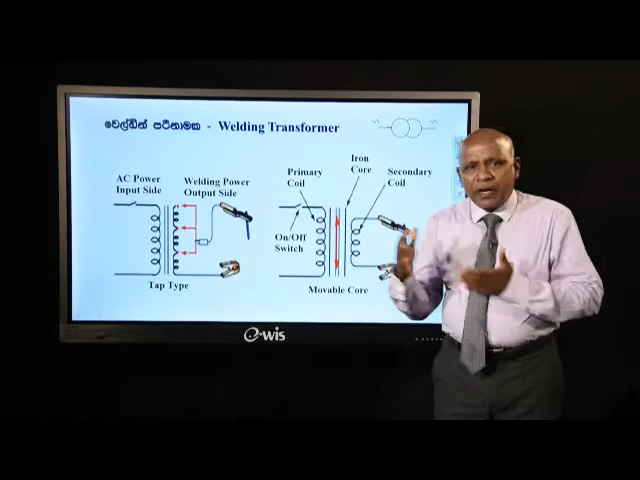 වෙල්ඩින් පරිනාමක - Welding Transformer
AC Power
Input Side
Welding Power
Output Side
Tap Type
Primary
Coil
Iron
Core
Secondary
Coil
On/Off
Switch
Movable Core
e-wis